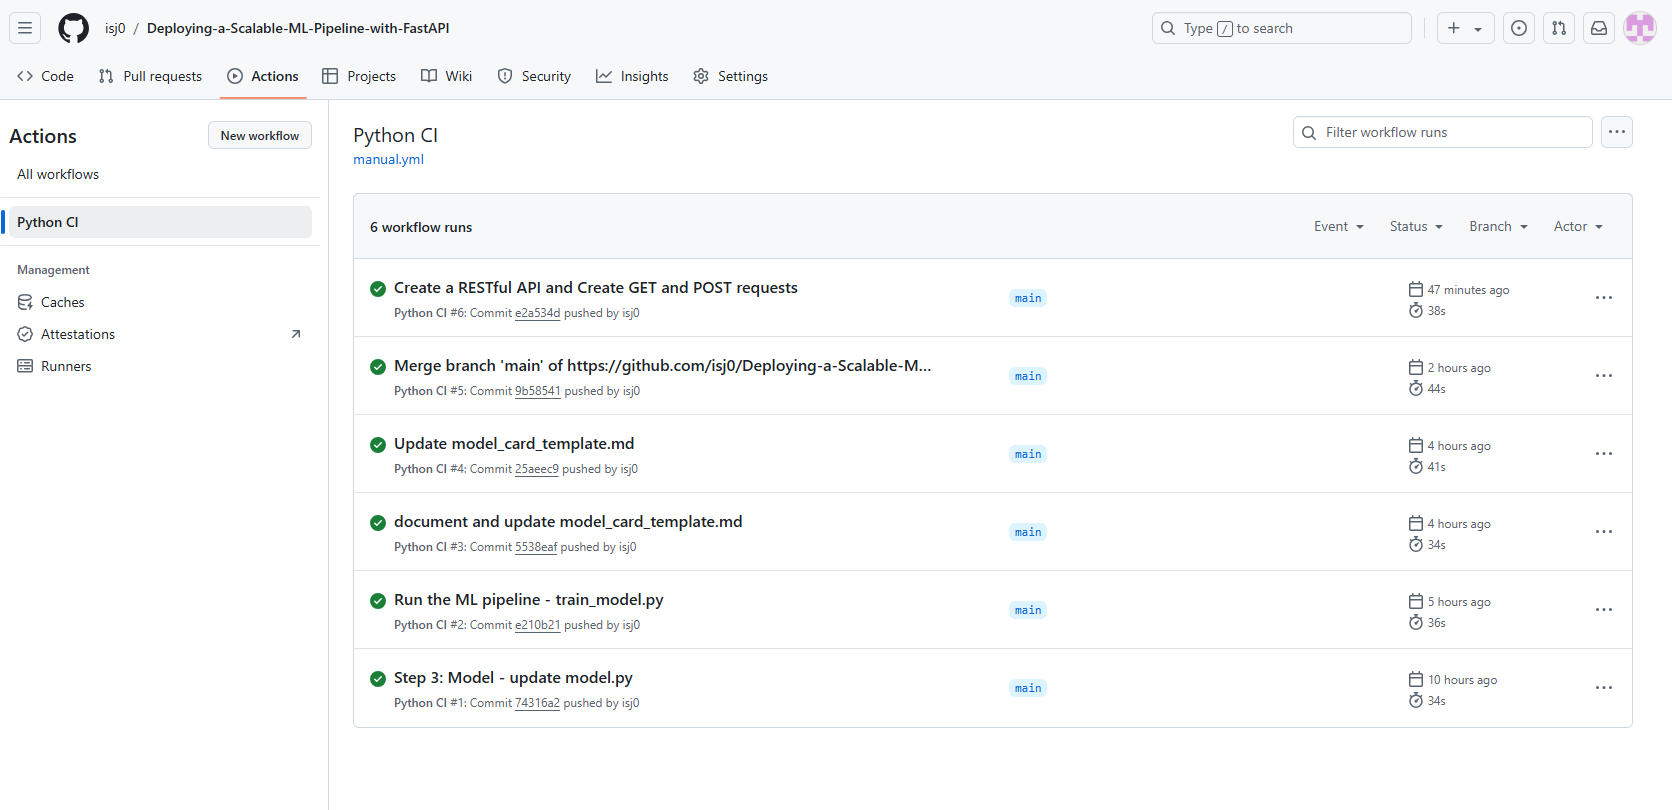 isj0 / Deploying-a-Scalable-ML-Pipeline-with-FastAPI
Type / to search
Code
Pull requests
Actions
Projects
Wiki
Security
Insights
Settings
Actions
New workflow
All workflows
Python CI
Management
Caches
Attestations
Runners
Python CI
manual.yml
Filter workflow runs
6 workflow runs
Event
Status
Branch
Actor
Create a RESTful API and Create GET and POST requests
Python CI #6: Commit e2a534d pushed by isj0
main
47 minutes ago
38s
Merge branch 'main' of https://github.com/isj0/Deploying-a-Scalable-M...
Python CI #5: Commit 9b58541 pushed by isj0
main
2 hours ago
44s
Update model_card_template.md
Python CI #4: Commit 25aeec9 pushed by isj0
main
4 hours ago
41s
document and update model_card_template.md
Python CI #3: Commit 5538eaf pushed by isj0
main
4 hours ago
34s
Run the ML pipeline - train_model.py
Python CI #2: Commit e210b21 pushed by isj0
main
5 hours ago
36s
Step 3: Model - update model.py
Python CI #1: Commit 74316a2 pushed by isj0
main
10 hours ago
34s